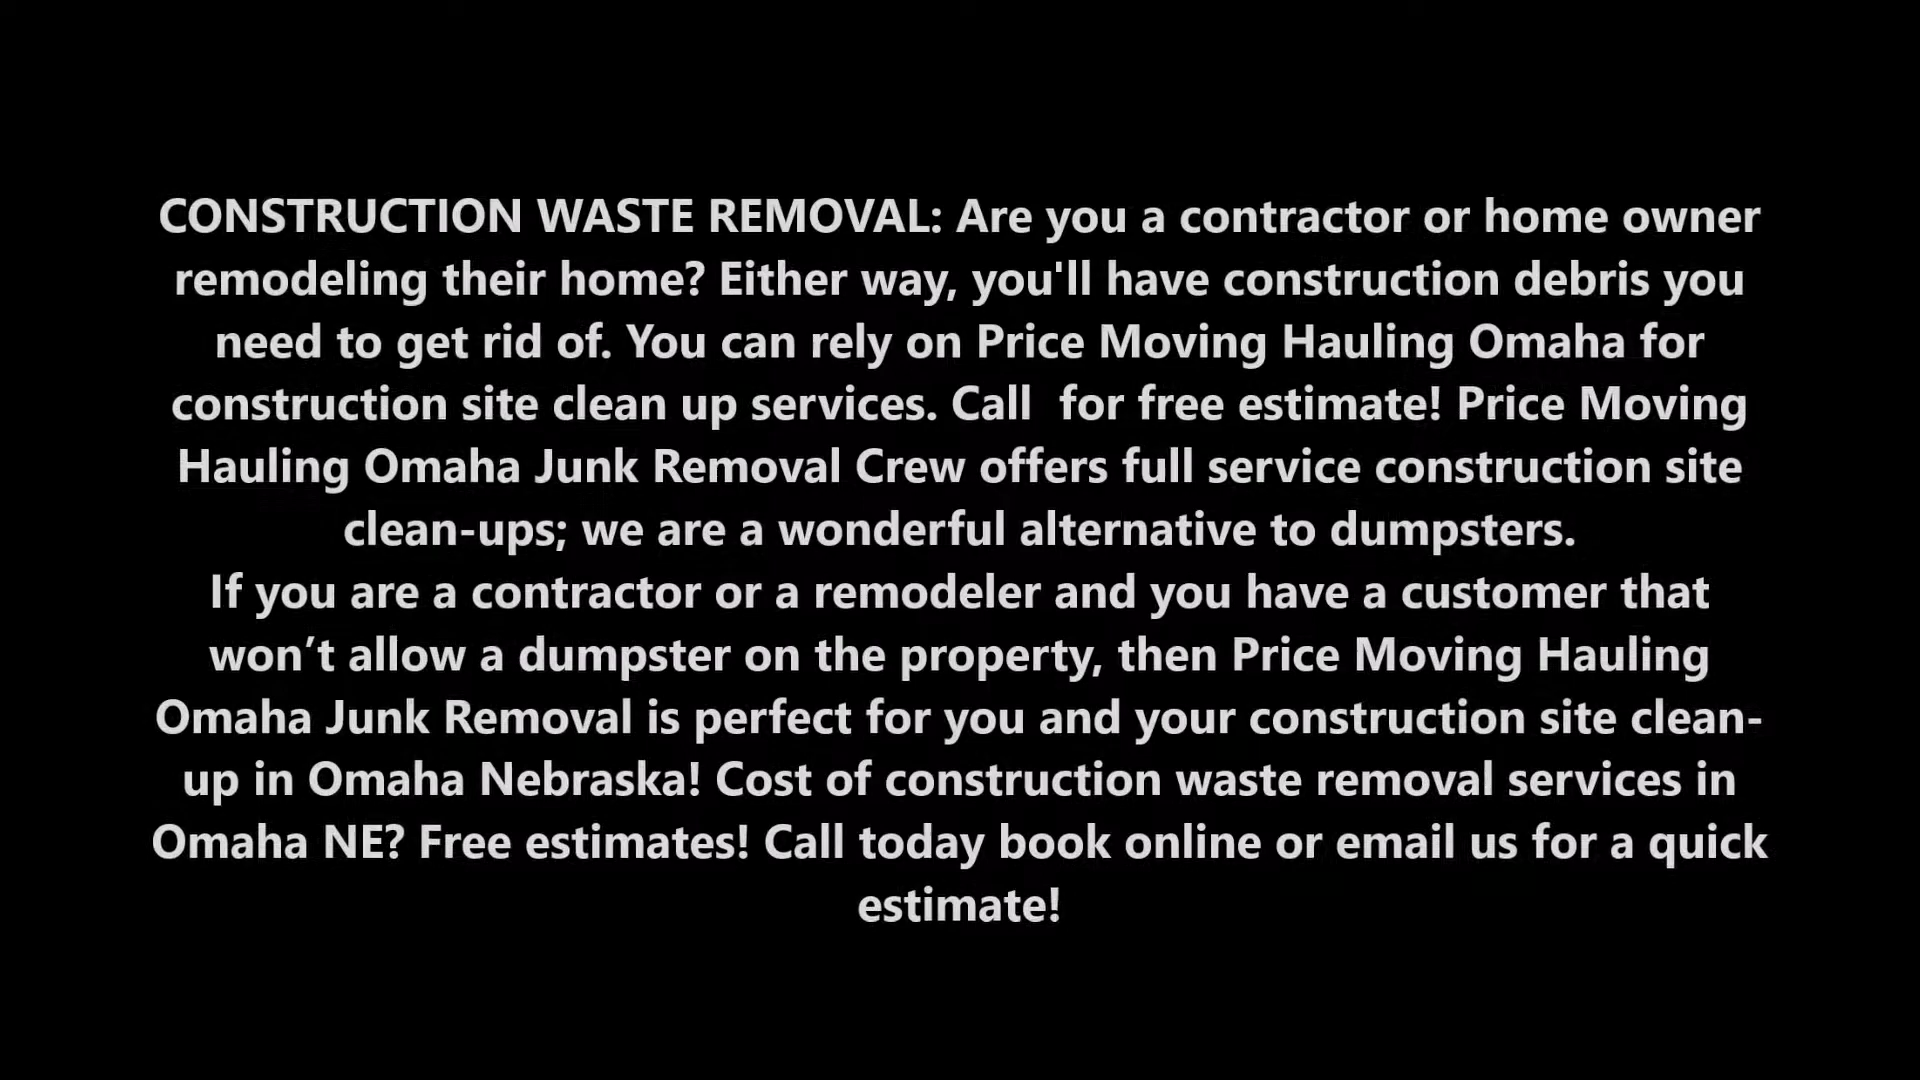 CONSTRUCTION WASTE REMOVAL: Are you a contractor or home owner
remodeling their home? Either way, you'll have construction debris you
need to get rid of. You can rely on Price Moving Hauling Omaha for
construction site clean up services. Call  for free estimate! Price Moving
Hauling Omaha Junk Removal Crew offers full service construction site
clean-ups; we are a wonderful alternative to dumpsters.
If you are a contractor or a remodeler and you have a customer that
won’t allow a dumpster on the property, then Price Moving Hauling
Omaha Junk Removal is perfect for you and your construction site clean-
up in Omaha Nebraska! Cost of construction waste removal services in
Omaha NE? Free estimates! Call today book online or email us for a quick
estimate!